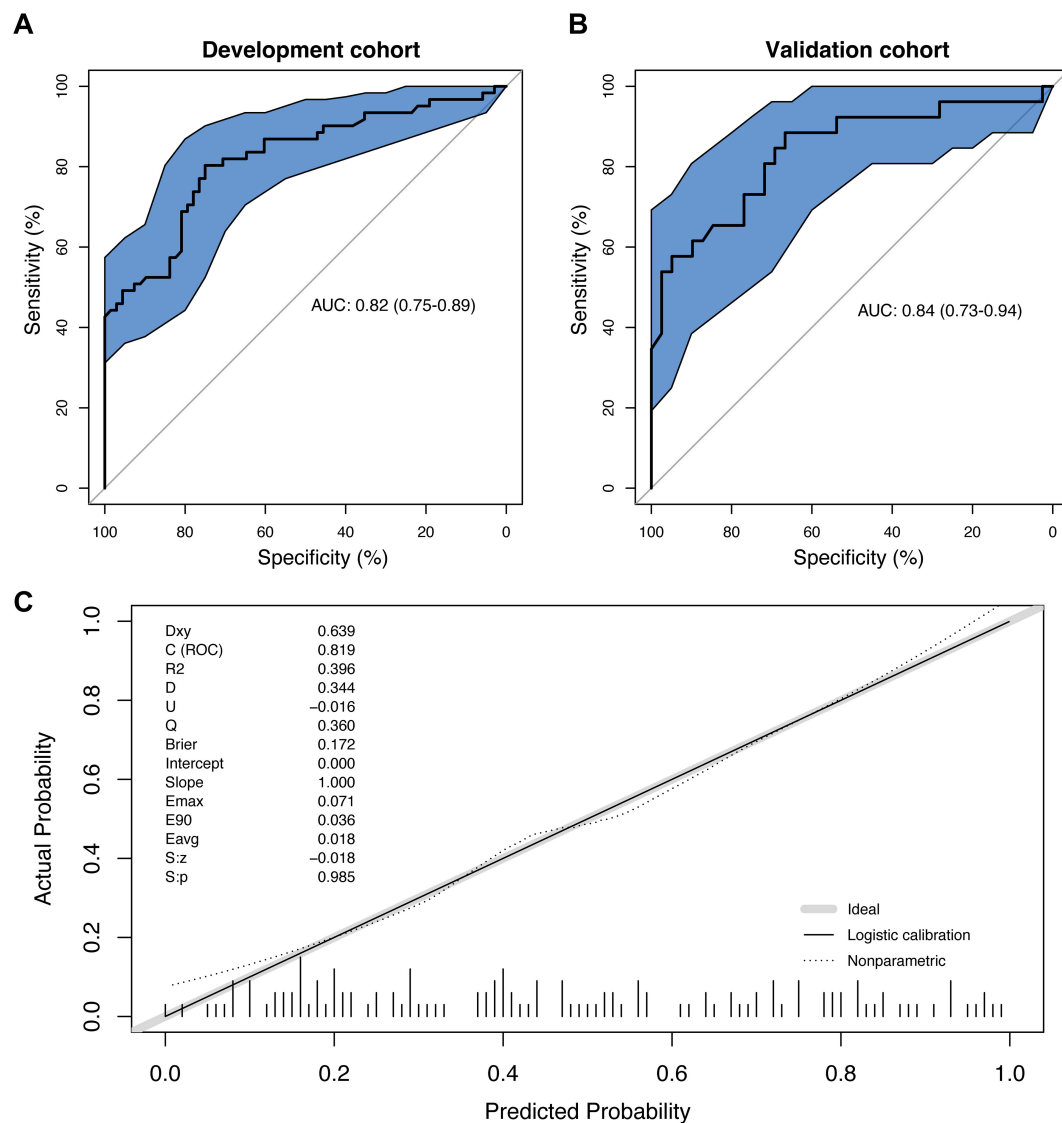 A
Development cohort
100
80
60
40
20
0
Sensitivity (%)
AUC: 0.82 (0.75-0.89)
100 80 60 40 20 0
Specificity (%)
B
Validation cohort
100
80
60
40
20
0
Sensitivity (%)
AUC: 0.84 (0.73-0.94)
100 80 60 40 20 0
Specificity (%)
C
1.0
0.8
0.6
0.4
0.2
0.0
Actual Probability
Dxy 0.639
C (ROC) 0.819
R2 0.396
D 0.344
U −0.016
Q 0.360
Brier 0.172
Intercept 0.000
Slope 1.000
Emax 0.071
E90 0.036
Eavg 0.018
S:z −0.018
S:p 0.985
Ideal
Logistic calibration
Nonparametric
0.0 0.2 0.4 0.6 0.8 1.0
Predicted Probability